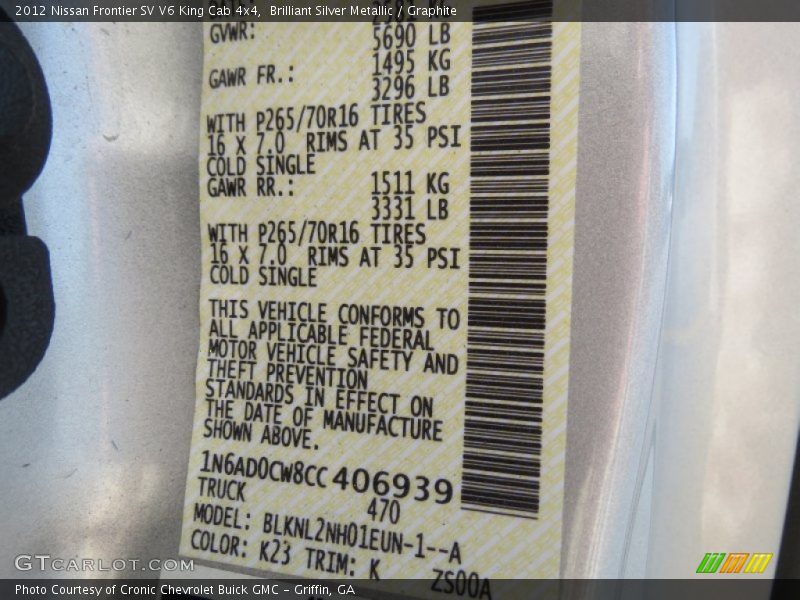 2012 Nissan Frontier SV V6 King Cab 4x4, Brilliant Silver Metallic / Graphite
GVWR:
5690 LB
GAWR FR.: 1495 KG
3296 LB
WITH P265/70R16 TIRES
16 X 7.0 RIMS AT 35 PSI
COLD SINGLE
GAWR RR.: 1511 KG
3331 LB
WITH P265/70R16 TIRES
16 X 7.0 RIMS AT 35 PSI
COLD SINGLE
THIS VEHICLE CONFORMS TO
ALL APPLICABLE FEDERAL
MOTOR VEHICLE SAFETY AND
THEFT PREVENTION
STANDARDS IN EFFECT ON
THE DATE OF MANUFACTURE
SHOWN ABOVE.
1N6AD0CW8CC406939
TRUCK 470
MODEL: BLKNL2NH01EUN-1--A
COLOR: K23 TRIM: K ZS00A
GTCARLOT.COM
Photo Courtesy of Cronic Chevrolet Buick GMC – Griffin, GA